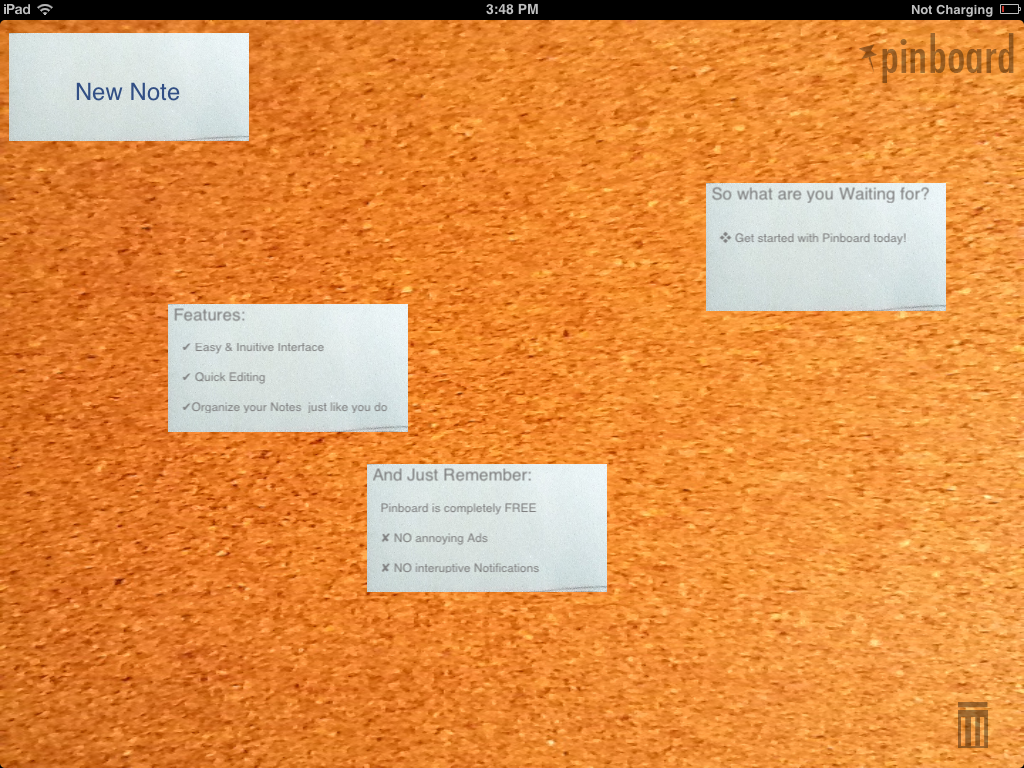 iPad 3:48 PM Not Charging
pinboard
New Note
So what are you Waiting for?
❖ Get started with Pinboard today!
Features:
✔ Easy & Inuitive Interface
✔ Quick Editing
✔Organize your Notes  just like you do
And Just Remember:
Pinboard is completely FREE
✘ NO annoying Ads
✘ NO interuptive Notifications